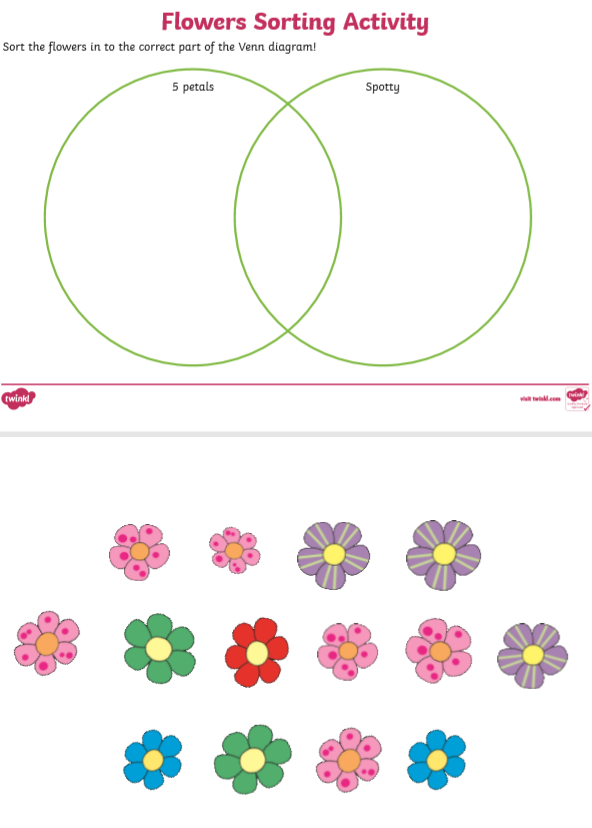 Flowers Sorting Activity
Sort the flowers in to the correct part of the Venn diagram!
5 petals
Spotty
twinkl
visit twinkl.com
twinkl